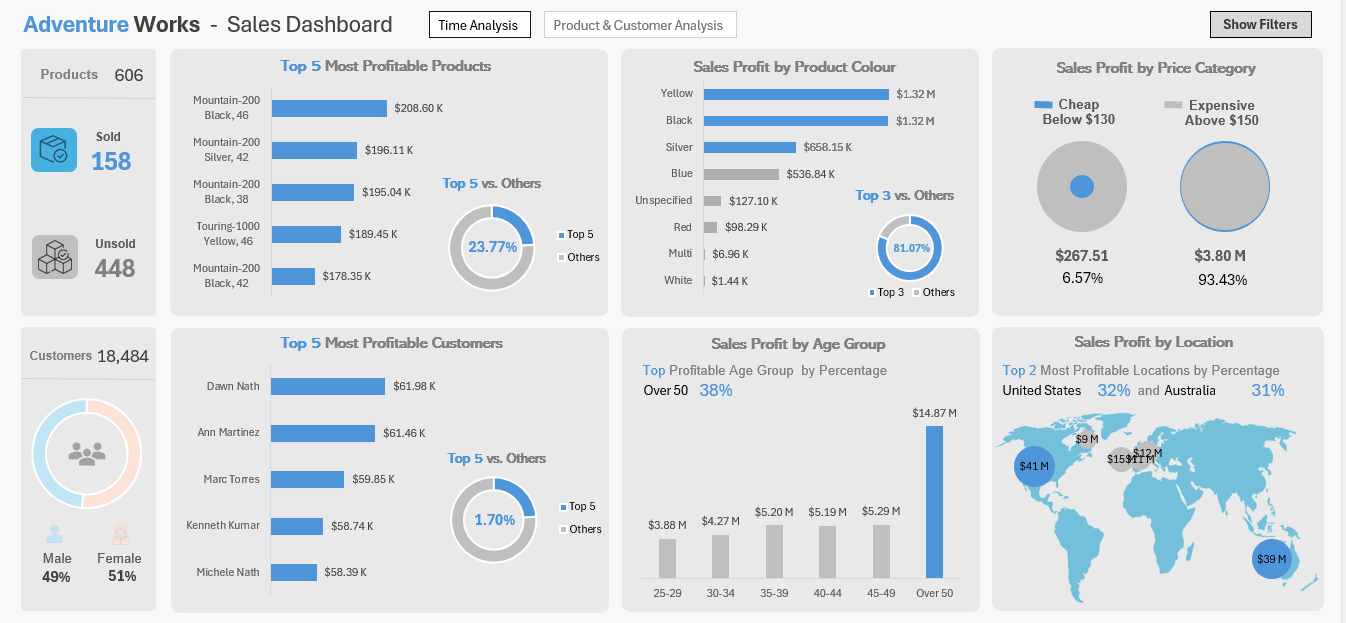 Adventure Works - Sales Dashboard
Time Analysis
Product & Customer Analysis
Show Filters
Products 606
Sold
158
Unsold
448
Top 5 Most Profitable Products
Mountain-200
Black, 46
$208.60 K
Mountain-200
Silver, 42
$196.11 K
Mountain-200
Black, 38
$195.04 K
Touring-1000
Yellow, 46
$189.45 K
Mountain-200
Black, 42
$178.35 K
Top 5 vs. Others
23.77%
Top 5
Others
Sales Profit by Product Colour
Yellow $1.32 M
Black $1.32 M
Silver $658.15 K
Blue $536.84 K
Unspecified $127.10 K
Red $98.29 K
Multi $6.96 K
White $1.44 K
Top 3 vs. Others
81.07%
Top 3 Others
Sales Profit by Price Category
Cheap
Below $130
Expensive
Above $150
$267.51
6.57%
$3.80 M
93.43%
Customers 18,484
Male
49%
Female
51%
Top 5 Most Profitable Customers
Dawn Nath $61.98 K
Ann Martinez $61.46 K
Marc Torres $59.85 K
Kenneth Kumar $58.74 K
Michele Nath $58.39 K
Top 5 vs. Others
1.70%
Top 5
Others
Sales Profit by Age Group
Top Profitable Age Group by Percentage
Over 50 38%
$3.88 M $4.27 M $5.20 M $5.19 M $5.29 M $14.87 M
25-29 30-34 35-39 40-44 45-49 Over 50
Sales Profit by Location
Top 2 Most Profitable Locations by Percentage
United States 32% and Australia 31%
$9 M
$12 M
$41 M
$39 M